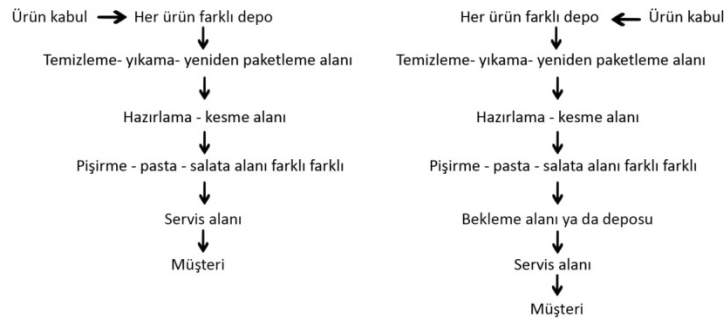 Ürün kabul Her ürün farklı depo
Temizleme- yıkama- yeniden paketleme alanı
Hazırlama - kesme alanı
Pişirme - pasta - salata alanı farklı farklı
Servis alanı
Müşteri
Her ürün farklı depo Ürün kabul
Temizleme- yıkama- yeniden paketleme alanı
Hazırlama - kesme alanı
Pişirme - pasta - salata alanı farklı farklı
Bekleme alanı ya da deposu
Servis alanı
Müşteri